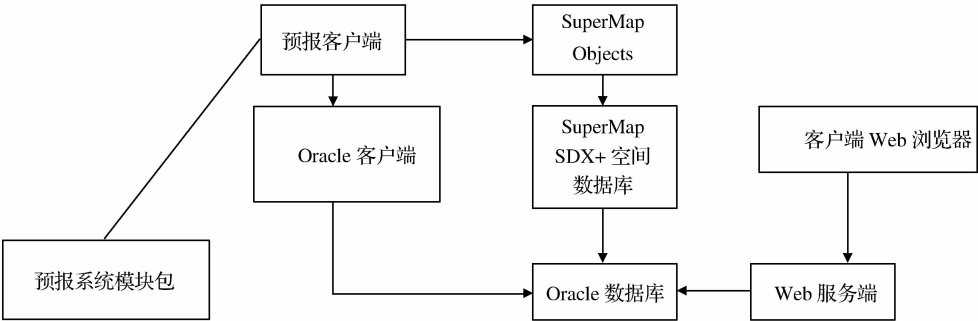 预报客户端
SuperMap
Objects
Oracle 客户端
SuperMap
SDX+ 空间
数据库
客户端 Web 浏览器
预报系统模块包
Oracle 数据库
Web 服务端